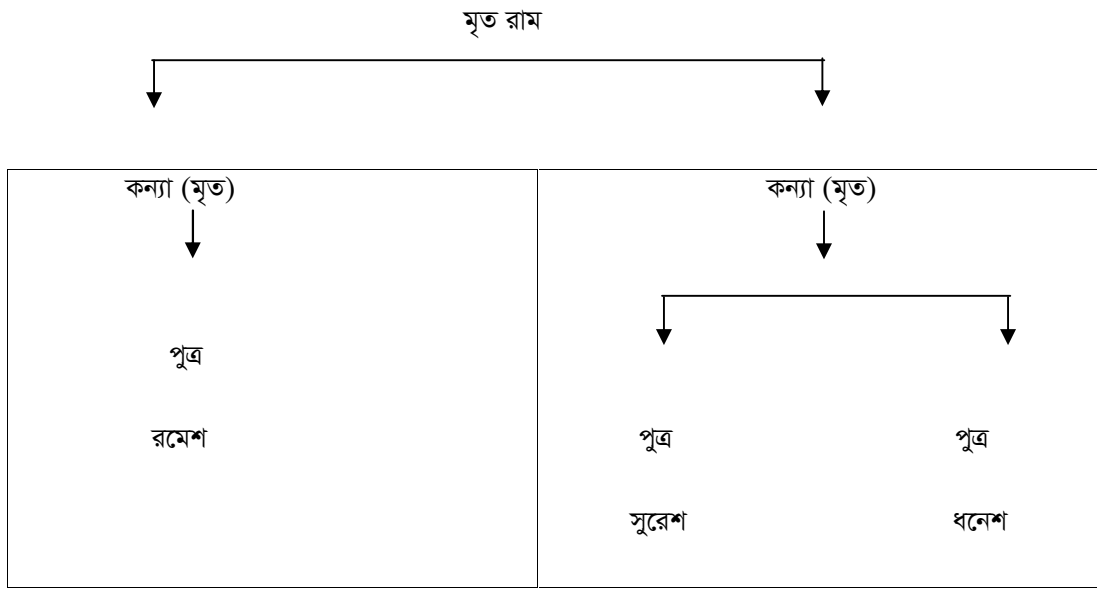 মৃত রাম
কন্যা (মৃত) কন্যা (মৃত)
পুত্র
রমেশ পুত্র পুত্র
সুরেশ ধনেশ